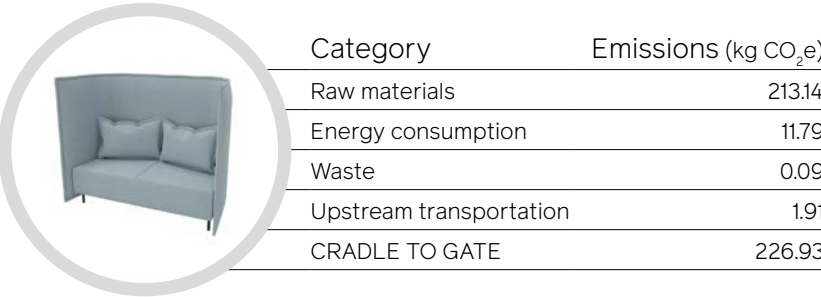 Category Emissions (kg CO₂e)
Raw materials 213.14
Energy consumption 11.79
Waste 0.09
Upstream transportation 1.91
CRADLE TO GATE 226.93